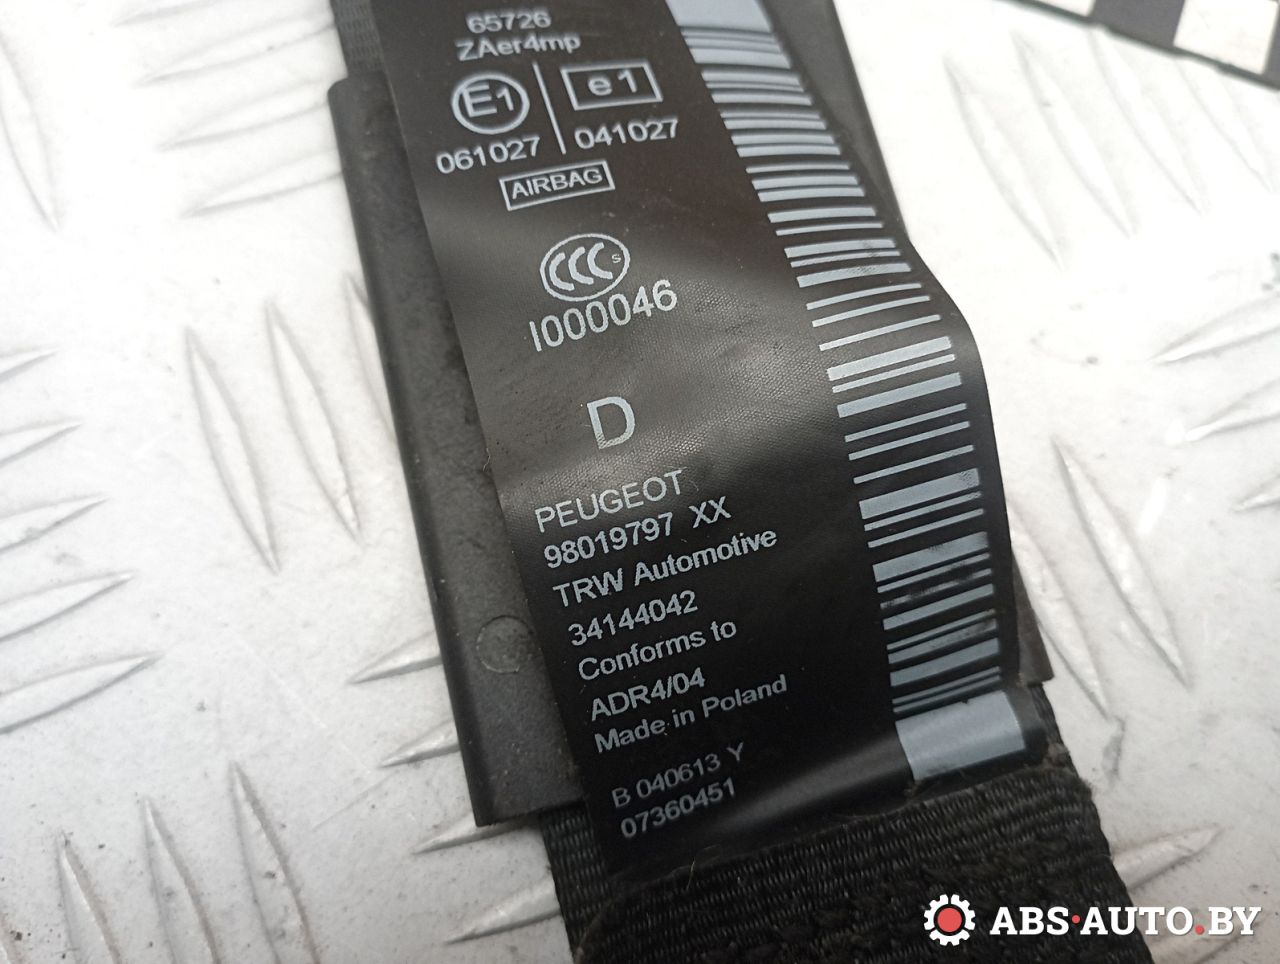 65726
ZAer4mp
E1 e1
061027 041027
AIRBAG
CCC S
I000046
D
PEUGEOT
98019797 XX
TRW Automotive
34144042
Conforms to
ADR4/04
Made in Poland
B 040613 Y
07360451
ABS·AUTO.BY